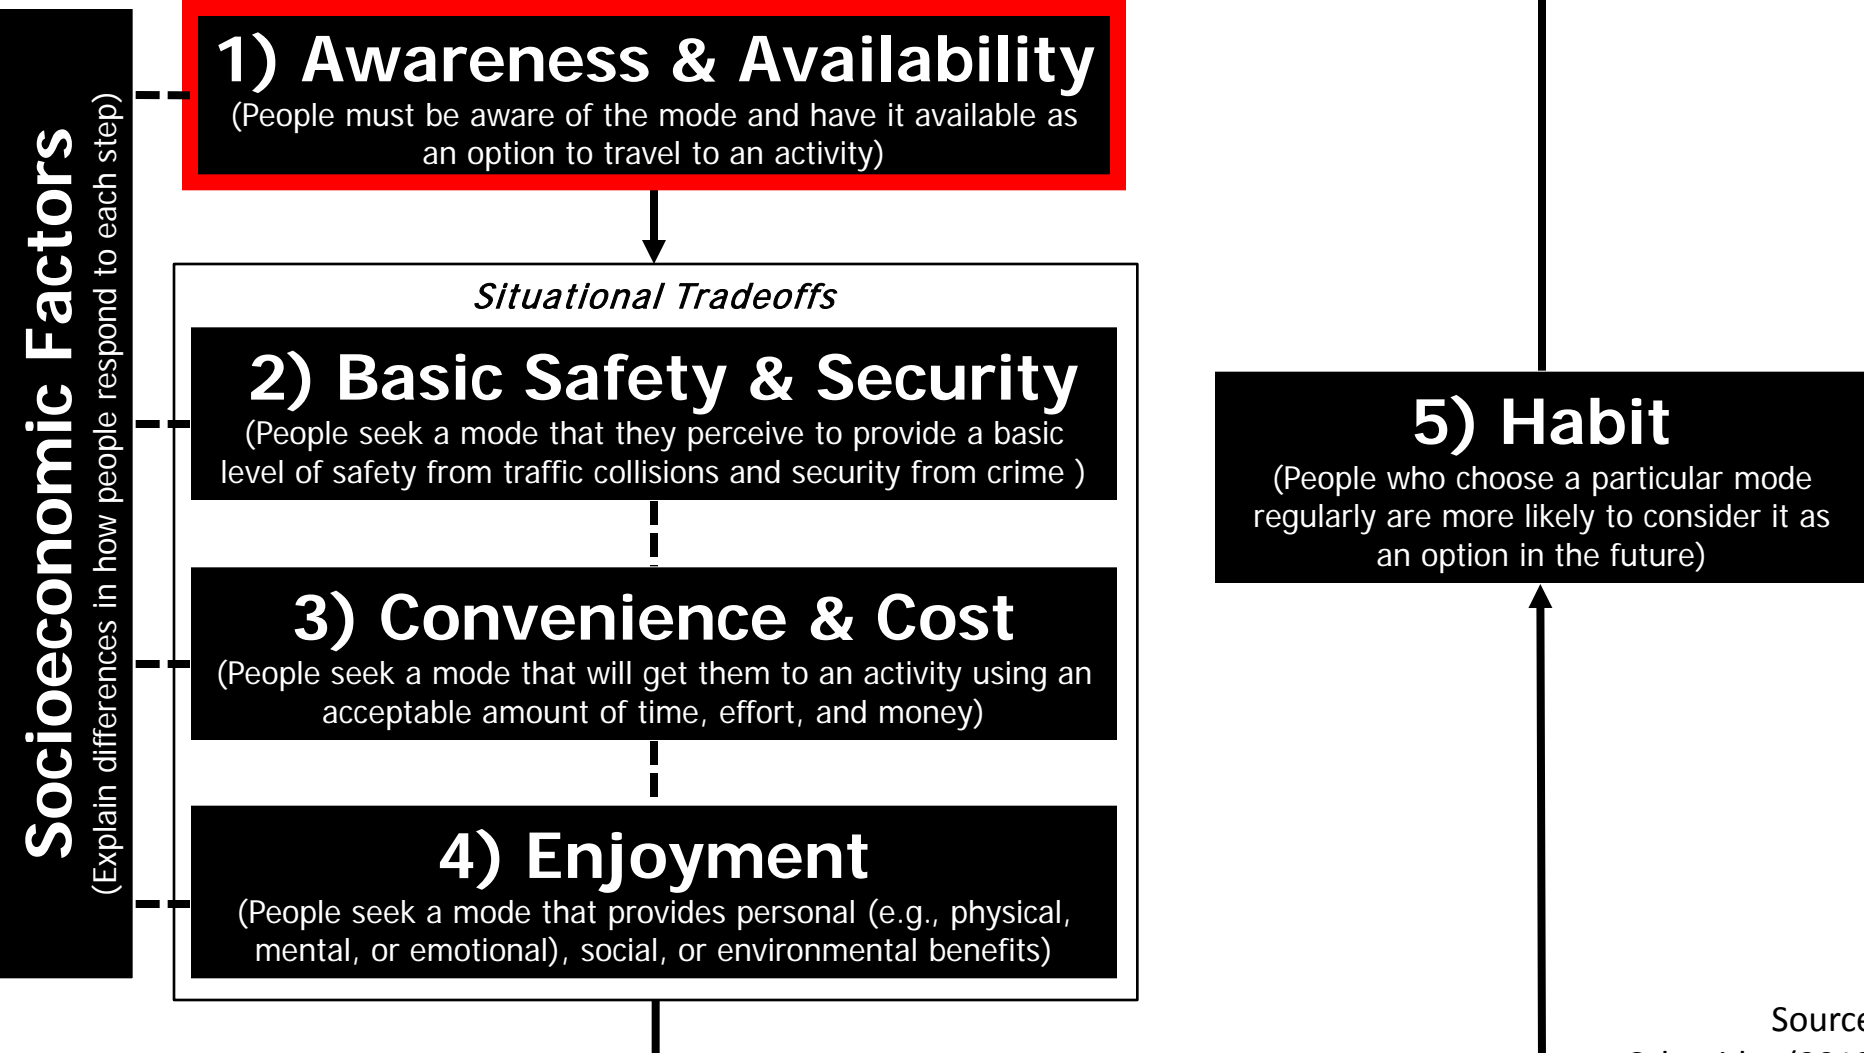 Socioeconomic Factors
(Explain differences in how people respond to each step)
1) Awareness & Availability
(People must be aware of the mode and have it available as
an option to travel to an activity)
Situational Tradeoffs
2) Basic Safety & Security
(People seek a mode that they perceive to provide a basic
level of safety from traffic collisions and security from crime )
3) Convenience & Cost
(People seek a mode that will get them to an activity using an
acceptable amount of time, effort, and money)
4) Enjoyment
(People seek a mode that provides personal (e.g., physical,
mental, or emotional), social, or environmental benefits)
5) Habit
(People who choose a particular mode
regularly are more likely to consider it as
an option in the future)
Source